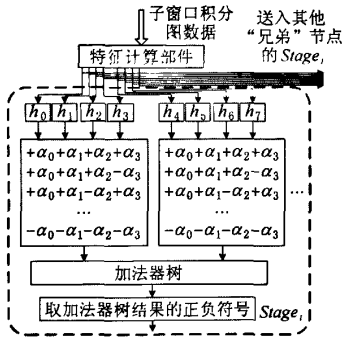 子窗口积分
图数据
送入其他
“兄弟”节点
的Stageᵢ
特征计算部件
h₀ h₁ h₂ h₃ h₄ h₅ h₆ h₇
+α₀+α₁+α₂+α₃ +α₀+α₁+α₂+α₃
+α₀+α₁+α₂-α₃ +α₀+α₁+α₂-α₃
+α₀+α₁-α₂+α₃ +α₀+α₁-α₂+α₃
... ... ...
-α₀-α₁-α₂-α₃ -α₀-α₁-α₂-α₃
加法器树
取加法器树结果的正负符号 Stageᵢ